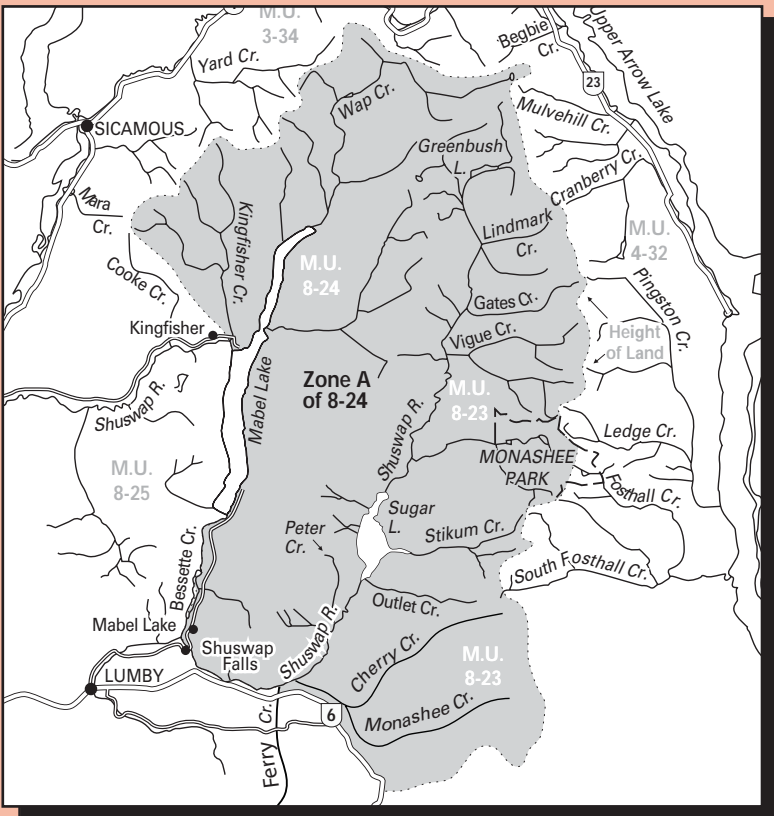 M.U.
3-34
Begbie
Cr.
Upper Arrow Lake
Yard Cr.
23
Wap Cr.
Mulvehill Cr.
SICAMOUS
Greenbush
L.
Cranberry Cr.
Mara
Cr.
Kingfisher Cr.
Lindmark
Cr.
M.U.
4-32
Cooke Cr.
M.U.
8-24
Pingston Cr.
Gates Cr.
Kingfisher
Vigue Cr.
Height
of Land
Mabel Lake
Zone A
of 8-24
M.U.
8-23
Shuswap R.
Shuswap R.
Ledge Cr.
M.U.
8-25
MONASHEE
PARK
Fosthall Cr.
Sugar
L.
Stikum Cr.
Peter
Cr.
Bessette Cr.
South Fosthall Cr.
Outlet Cr.
Mabel Lake
Shuswap
Falls
Shuswap R.
Cherry Cr.
M.U.
8-23
LUMBY
6
Monashee Cr.
Ferry Cr.